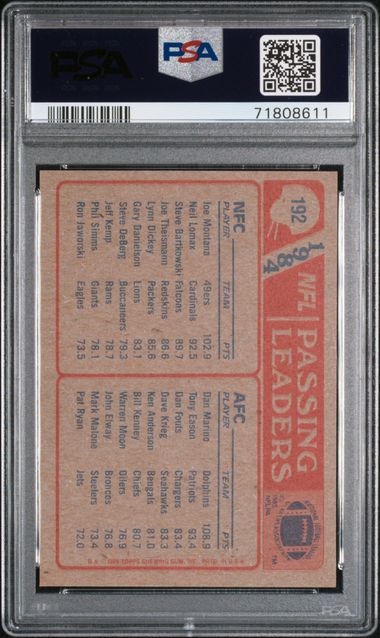 PSA
PSA
71808611
192
1984
NFL
PASSING
LEADERS
NFC
PLAYER TEAM PTS
Joe Montana 49ers 102.9
Neil Lomax Cardinals 92.5
Steve Bartkowski Falcons 89.7
Joe Theismann Redskins 86.6
Lynn Dickey Packers 85.6
Gary Danielson Lions 83.1
Steve DeBerg Buccaneers 79.3
Jeff Kemp Rams 78.7
Phil Simms Giants 78.1
Ron Jaworski Eagles 73.5
AFC
PLAYER TEAM PTS
Dan Marino Dolphins 108.9
Tony Eason Patriots 93.4
Dan Fouts Chargers 83.4
Dave Krieg Seahawks 83.3
Ken Anderson Bengals 81.0
Bill Kenney Chiefs 80.7
Warren Moon Oilers 76.9
John Elway Broncos 76.8
Mark Malone Steelers 73.4
Pat Ryan Jets 72.0
TM
PSA